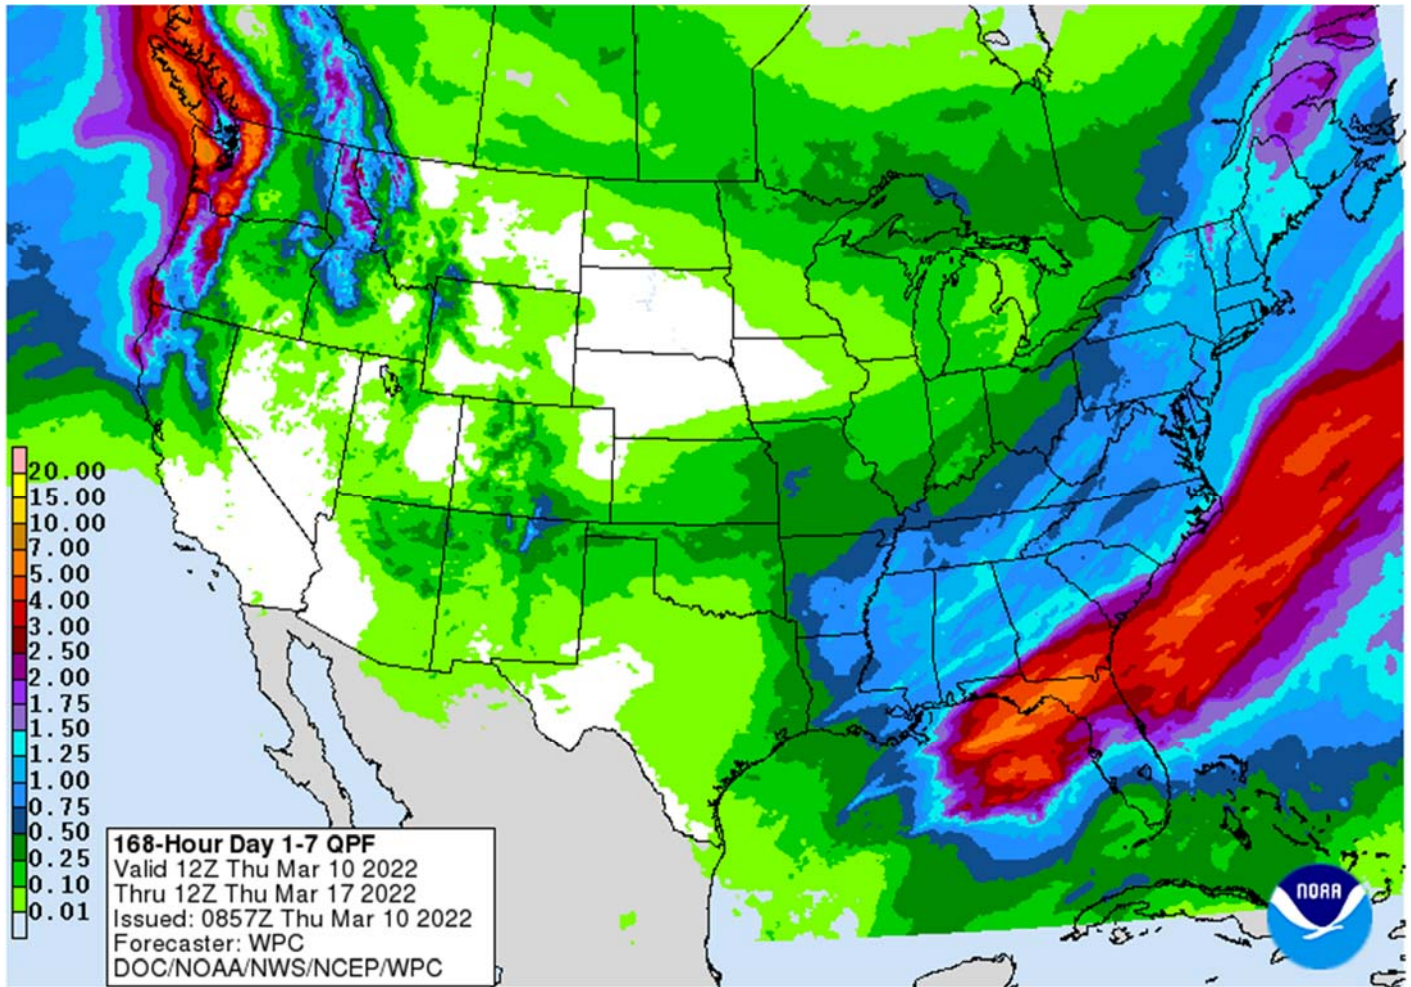 20.00
15.00
10.00
7.00
5.00
4.00
3.00
2.50
2.00
1.75
1.50
1.25
1.00
0.75
0.50
0.25
0.10
0.01
168-Hour Day 1-7 QPF
Valid 12Z Thu Mar 10 2022
Thru 12Z Thu Mar 17 2022
Issued: 0857Z Thu Mar 10 2022
Forecaster: WPC
DOC/NOAA/NWS/NCEP/WPC
NOAA